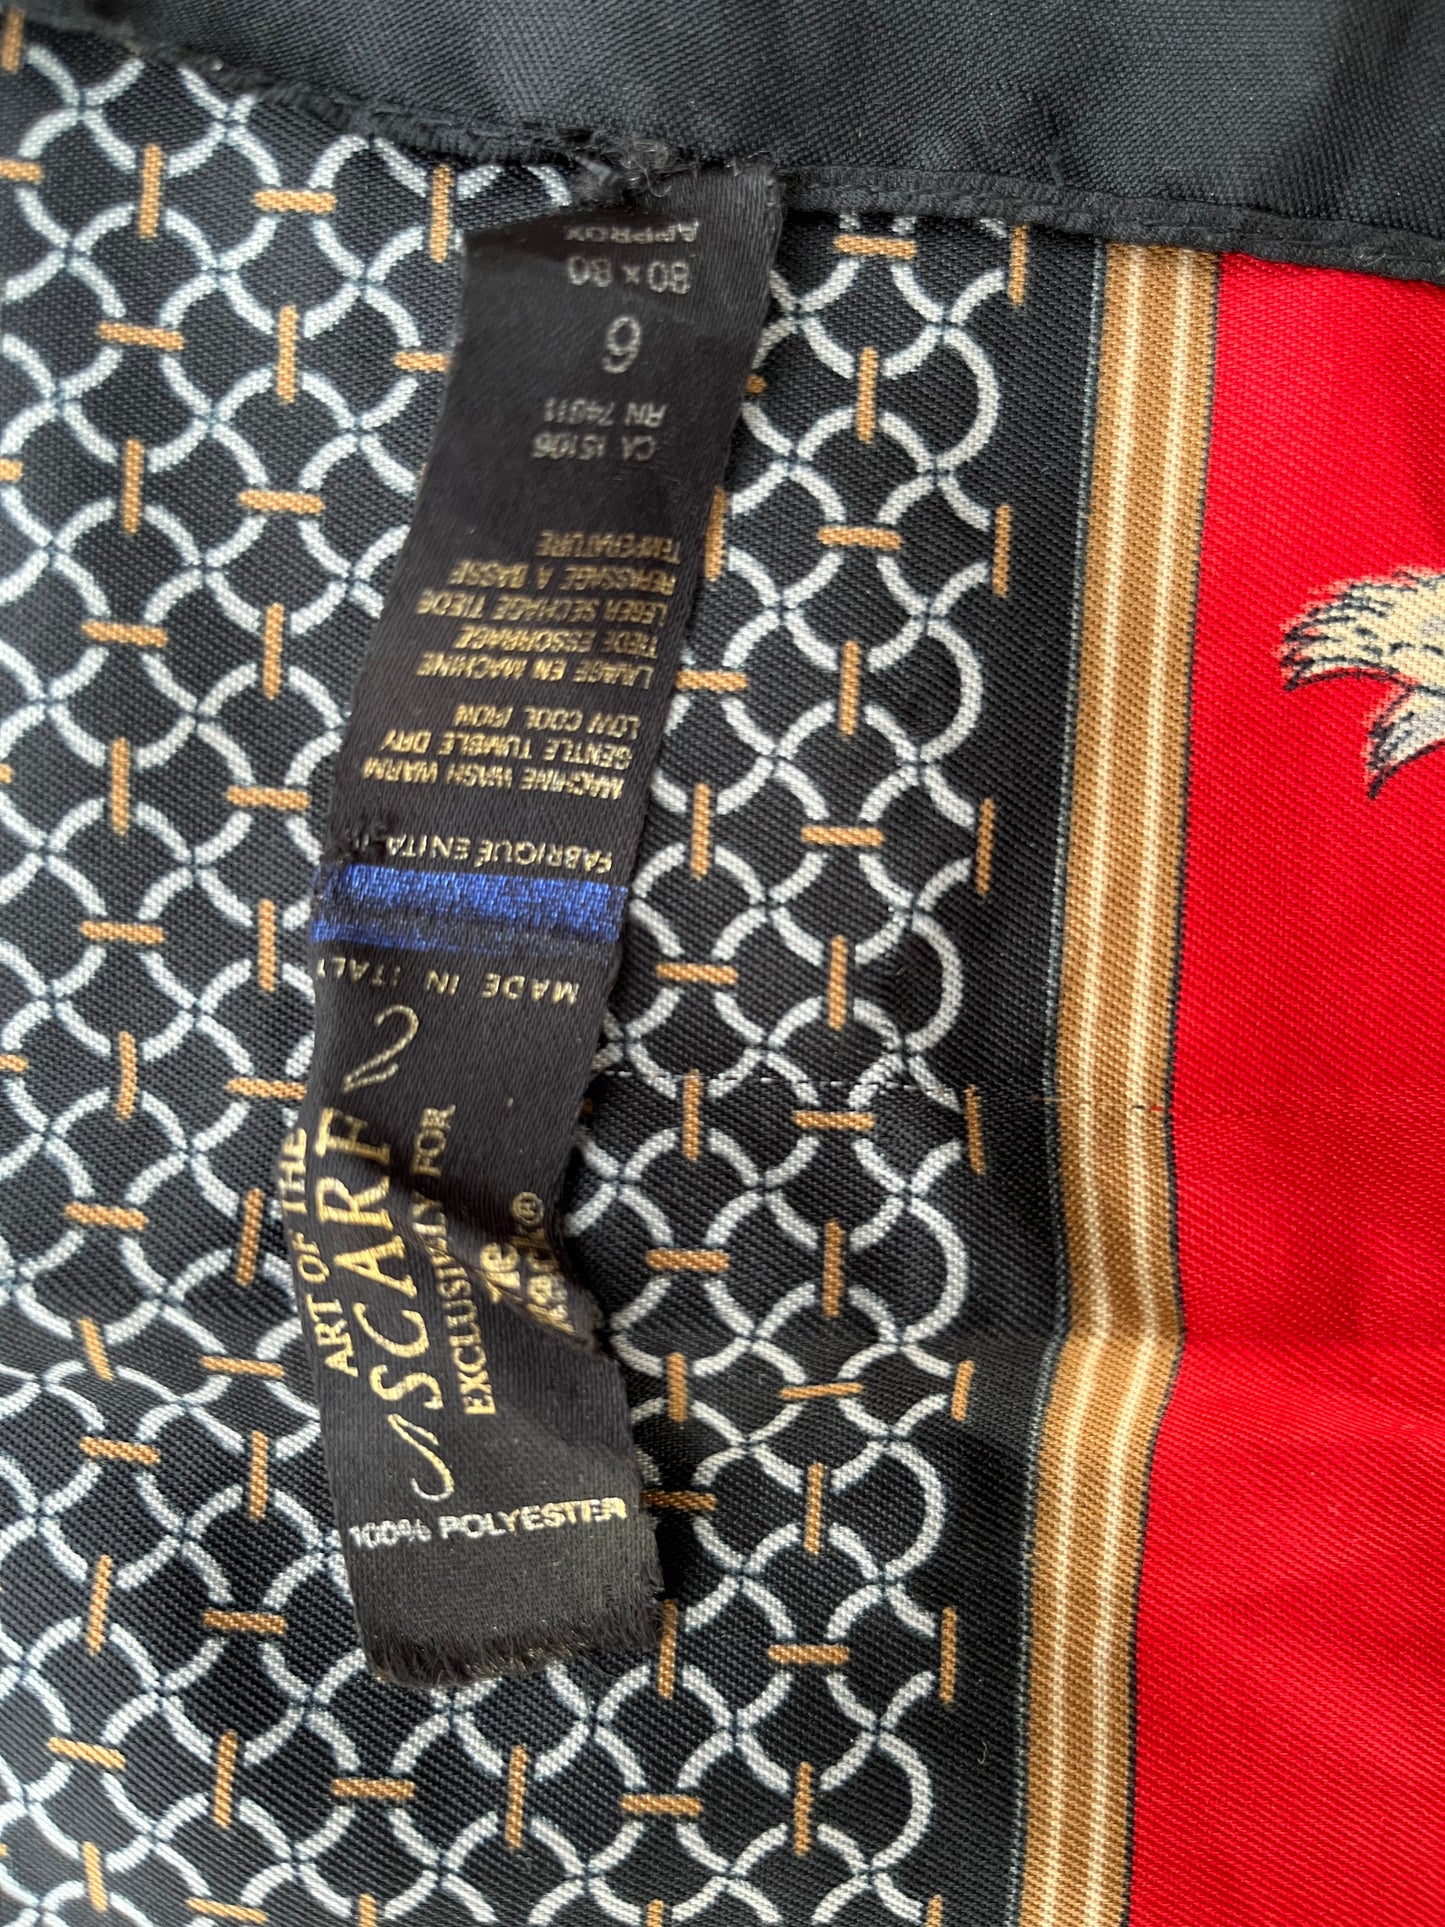 ART OF THE
SCARF
EXCLUSIVELY FOR
100% POLYESTER
MADE IN ITALY
FABRIQUÉ EN
MACHINE WASH WARM
GENTLE TUMBLE DRY
LOW COOL IRON
LAVAGE EN MACHINE
TIEDE ESSORRAGE
LEGER SECHAGE TIEDE
REPASSAGE À BASSE
TEMPERATURE
CA 15106
RN 74011
9
80 x 80
APPROX